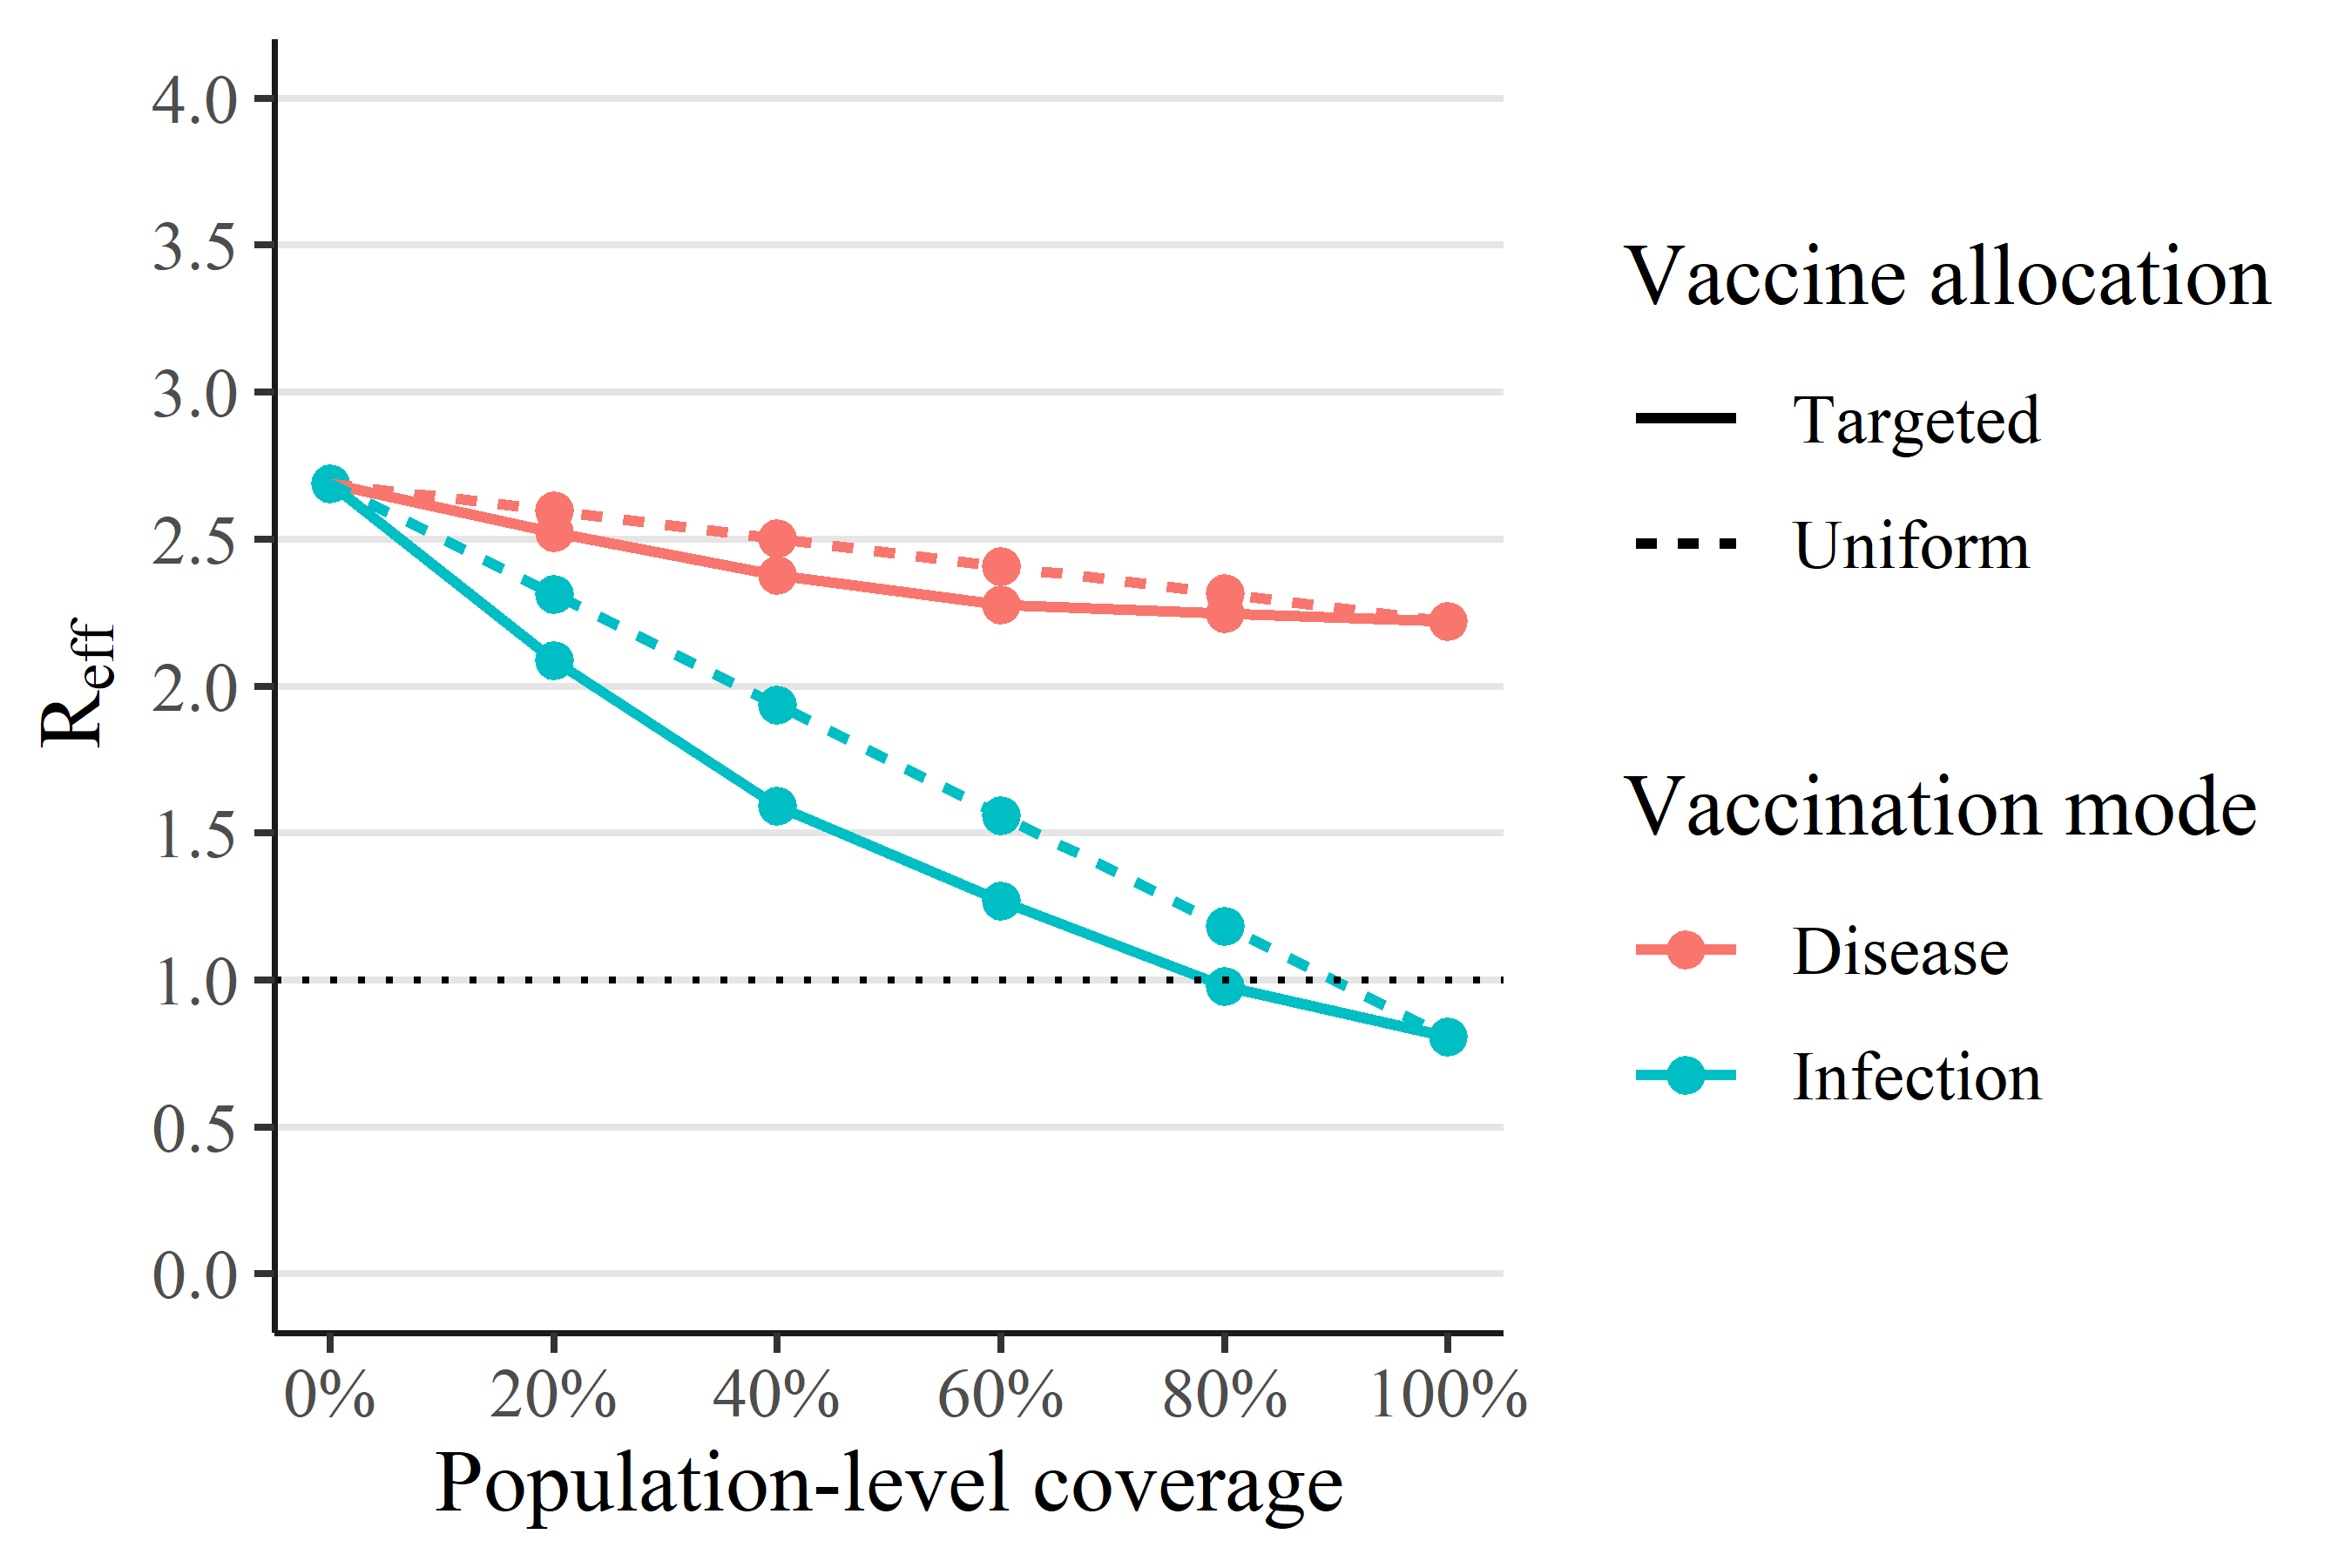 4.0
3.5
3.0
2.5
2.0
1.5
1.0
0.5
0.0
Reff
0% 20% 40% 60% 80% 100%
Population-level coverage
Vaccine allocation
Targeted
Uniform
Vaccination mode
Disease
Infection